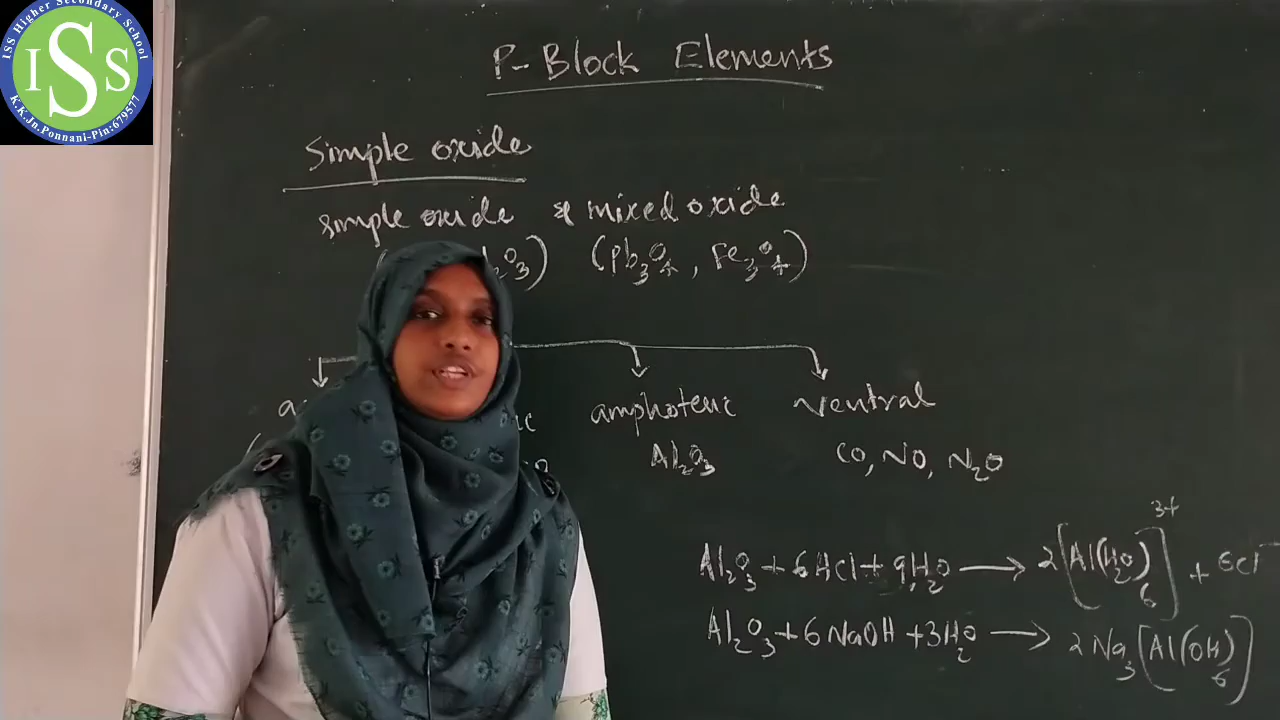 ISS Higher Secondary School
ISS
K.K.Jn.Ponnani-Pin:679577
P-Block Elements
Simple oxide
simple oxide & mixed oxide
O₃) (Pb₃O₄, Fe₃O₄)
amphoteric
Neutral
Al₂O₃
CO, NO, N₂O
Al₂O₃ + 6HCl + 9H₂O ⟶ 2[Al(H₂O)₆]³⁺ + 6Cl⁻
Al₂O₃ + 6NaOH + 3H₂O ⟶ 2Na₃[Al(OH)₆]